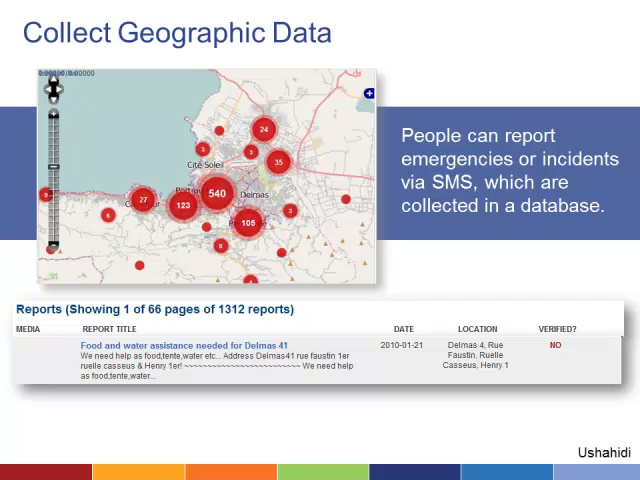 Collect Geographic Data
24
3
35
Cité Soleil
9
27
123
540
Delmas
6
105
3
8
4
People can report
emergencies or incidents
via SMS, which are
collected in a database.
Reports (Showing 1 of 66 pages of 1312 reports)
MEDIA REPORT TITLE DATE LOCATION VERIFIED?
Food and water assistance needed for Delmas 41 2010-01-21 Delmas 4, Rue NO
We need help as food,tente,water etc... Address Delmas41 rue faustin 1er Faustin, Ruelle
ruelle casseus & Henry 1er! ~~~~~~~~~~~~~~~~~~~~~~~~~ We need help Casseus, Henry 1
as food,tente,water...
Ushahidi